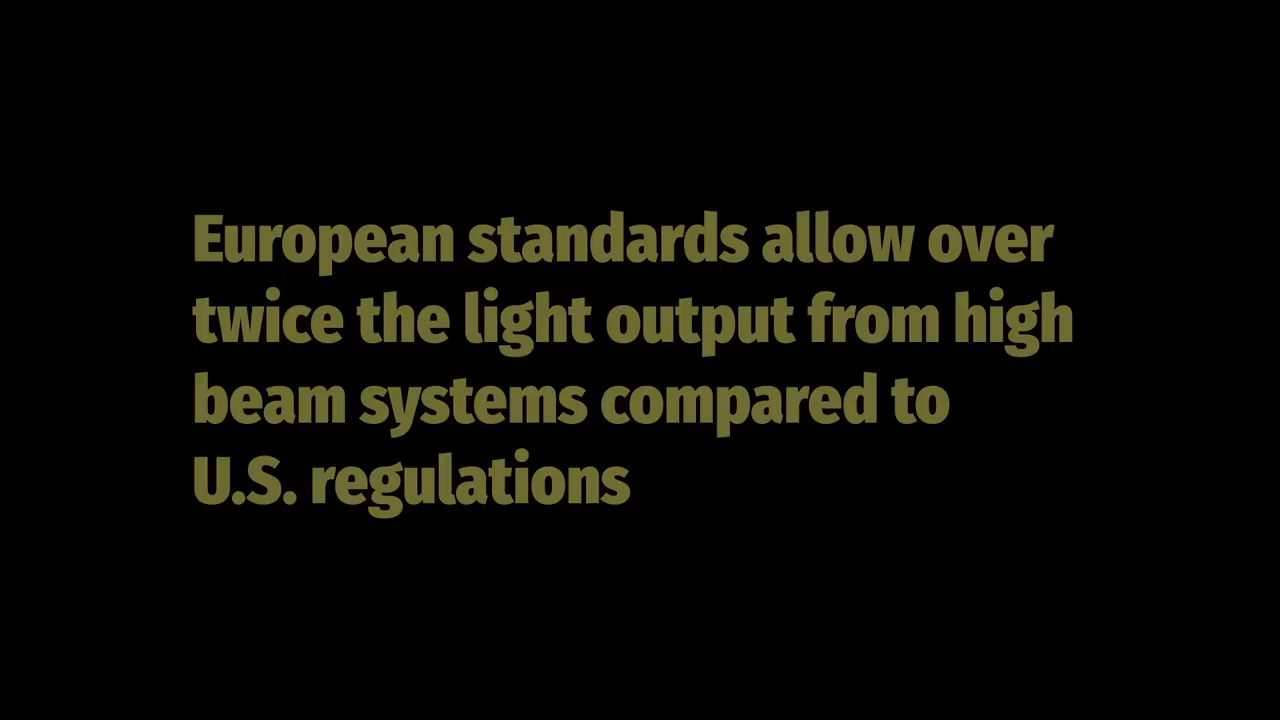 European standards allow over
twice the light output from high
beam systems compared to
U.S. regulations